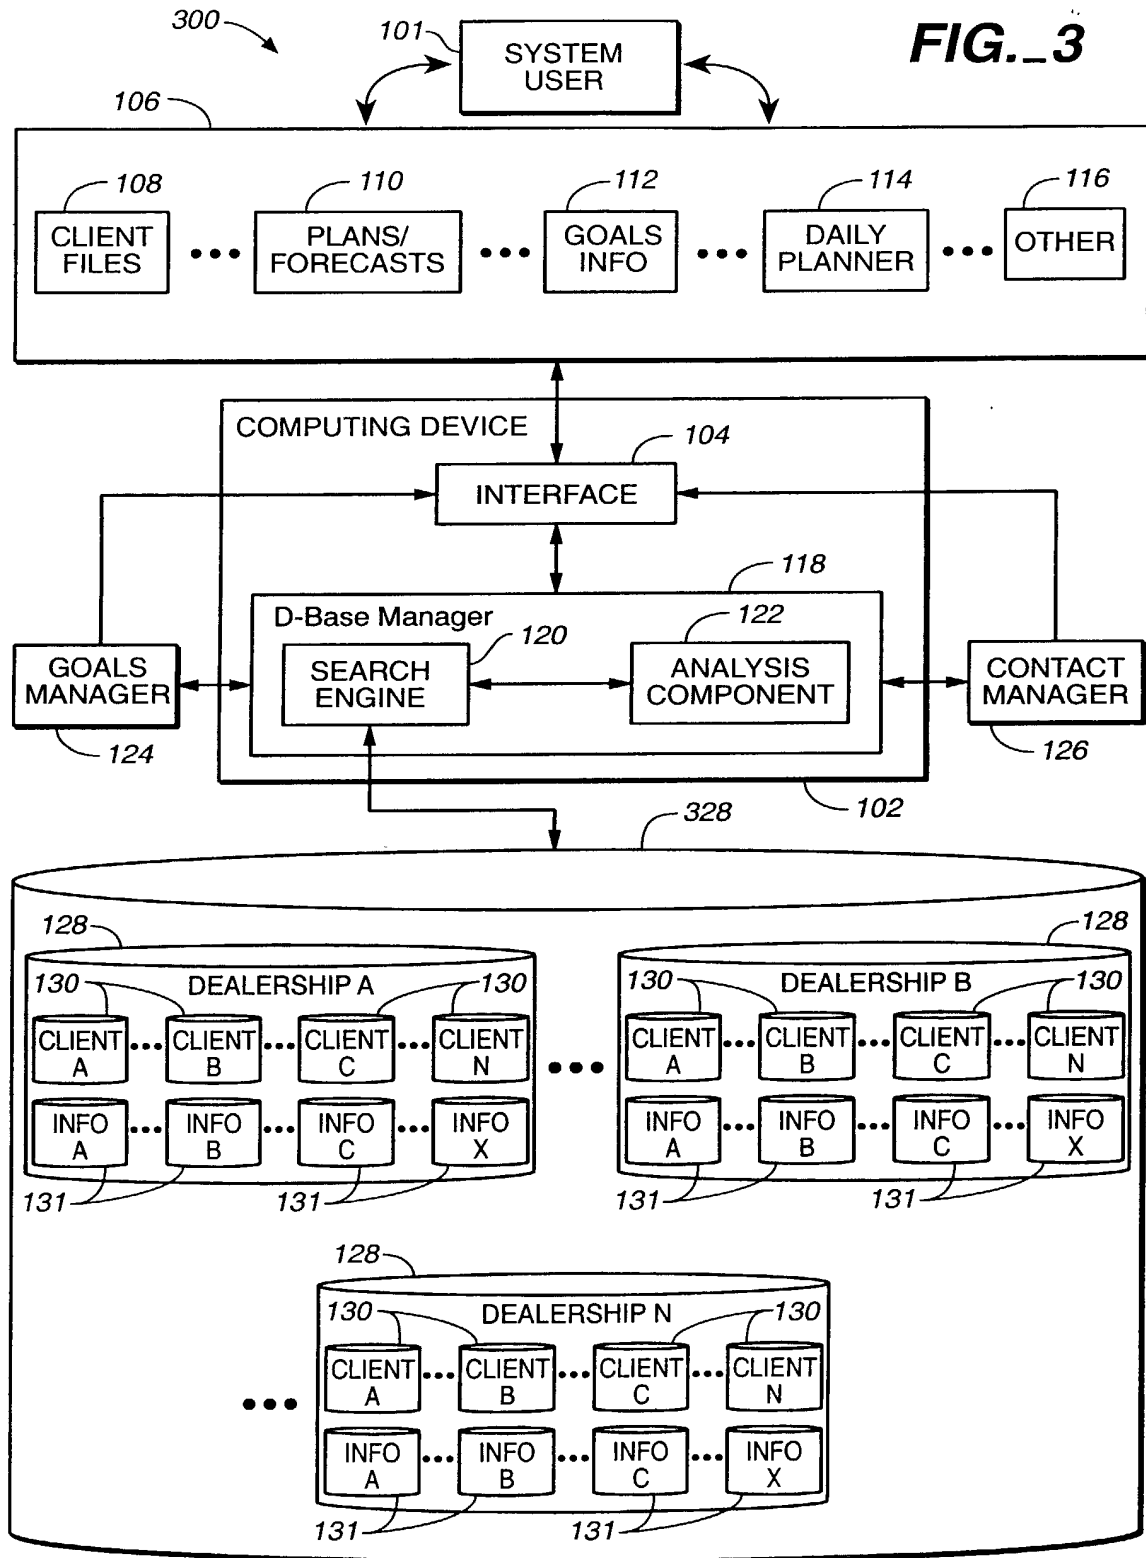 300
101
SYSTEM
USER
FIG._3
106
108
CLIENT
FILES
110
PLANS/
FORECASTS
112
GOALS
INFO
114
DAILY
PLANNER
116
OTHER
COMPUTING DEVICE
104
INTERFACE
118
D-Base Manager
120
SEARCH
ENGINE
122
ANALYSIS
COMPONENT
GOALS
MANAGER
124
CONTACT
MANAGER
126
102
328
128
DEALERSHIP A
130
130
CLIENT
A
CLIENT
B
CLIENT
C
CLIENT
N
INFO
A
INFO
B
INFO
C
INFO
X
131
131
128
DEALERSHIP B
130
130
CLIENT
A
CLIENT
B
CLIENT
C
CLIENT
N
INFO
A
INFO
B
INFO
C
INFO
X
131
131
128
DEALERSHIP N
130
130
CLIENT
A
CLIENT
B
CLIENT
C
CLIENT
N
INFO
A
INFO
B
INFO
C
INFO
X
131
131